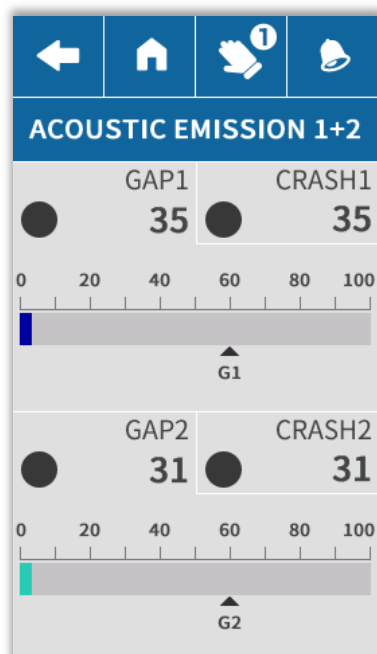 1
ACOUSTIC EMISSION 1+2
GAP1 CRASH1
35 35
0 20 40 60 80 100
G1
GAP2 CRASH2
31 31
0 20 40 60 80 100
G2